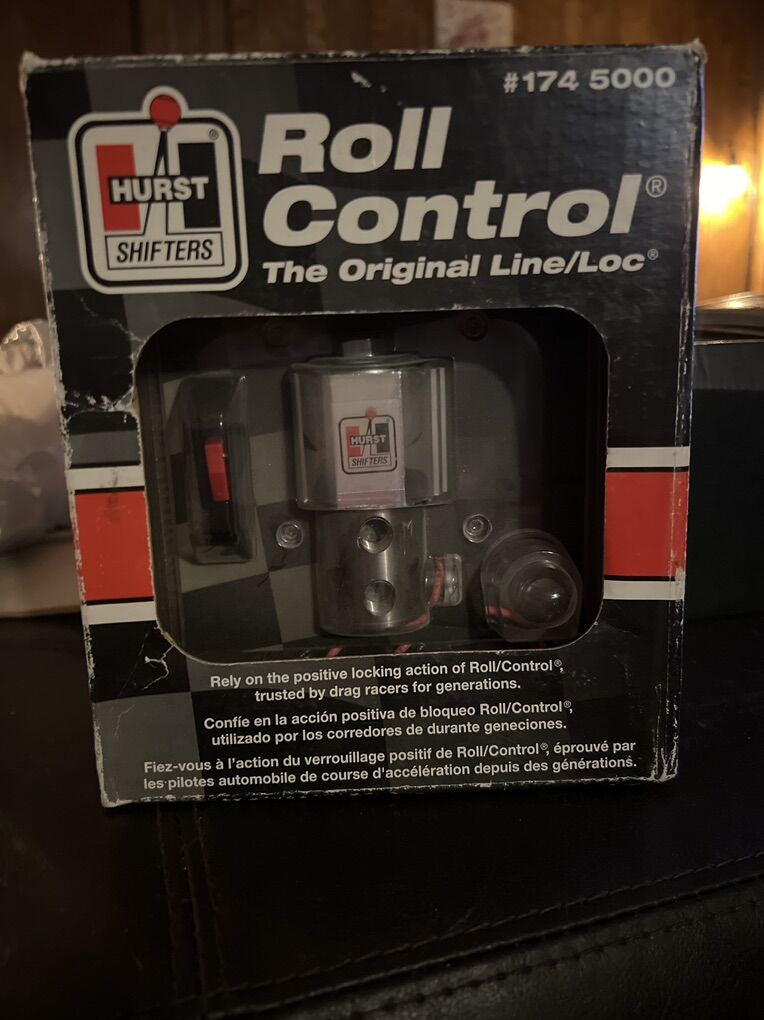 #174 5000
HURST®
SHIFTERS
Roll
Control®
The Original Line/Loc®
HURST
SHIFTERS
Rely on the positive locking action of Roll/Control®,
trusted by drag racers for generations.
Confíe en la acción positiva de bloqueo Roll/Control®,
utilizado por los corredores de durante geneciones.
Fiez-vous à l'action du verrouillage positif de Roll/Control®, éprouvé par
les pilotes automobile de course d'accélération depuis des générations.